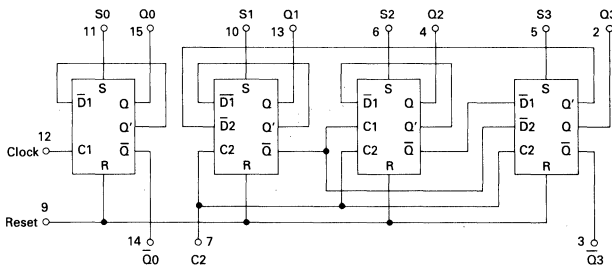 S0 Q0 S1 Q1 S2 Q2 S3 Q3
11 15 10 13 6 4 5 2
S S S S
D̅1 Q D̅1 Q D̅1 Q D̅1 Q'
Q' D̅2 Q' C1 Q' D̅2 Q
12
Clock C1 Q̅ C2 Q̅ C2 Q̅ C2 Q̅
R R R R
9
Reset
14 7 3
Q̅0 C2 Q̅3